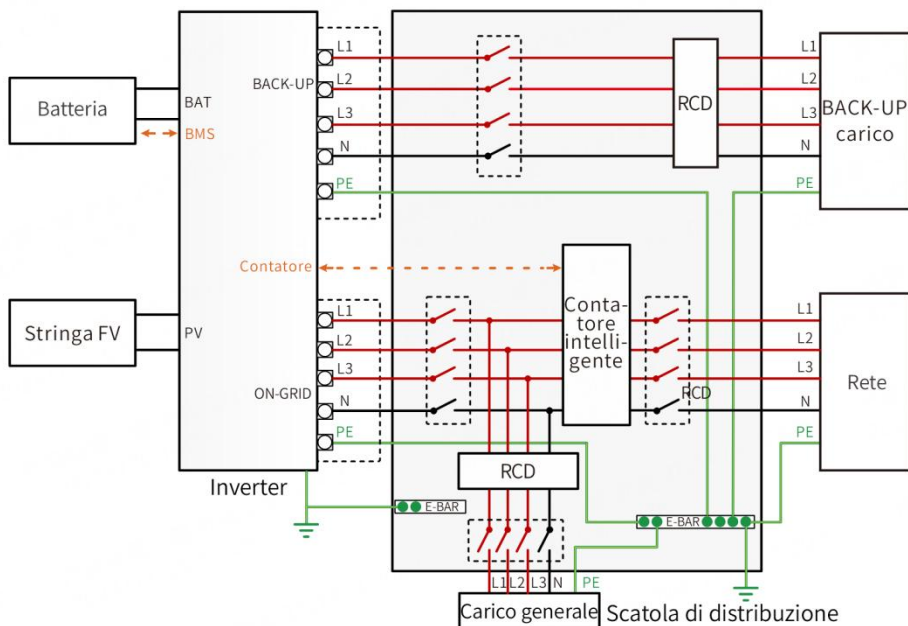 L1
L2
BACK-UP
L3
N
PE
Batteria
BAT
BMS
RCD
L1
L2
L3
N
PE
BACK-UP
carico
Contatore
Stringa FV
PV
L1
L2
L3
ON-GRID
N
PE
Conta-
tore
intelli-
gente
RCD
L1
L2
L3
N
PE
Rete
Inverter
RCD
E-BAR
E-BAR
L1 L2 L3 N PE
Carico generale
Scatola di distribuzione